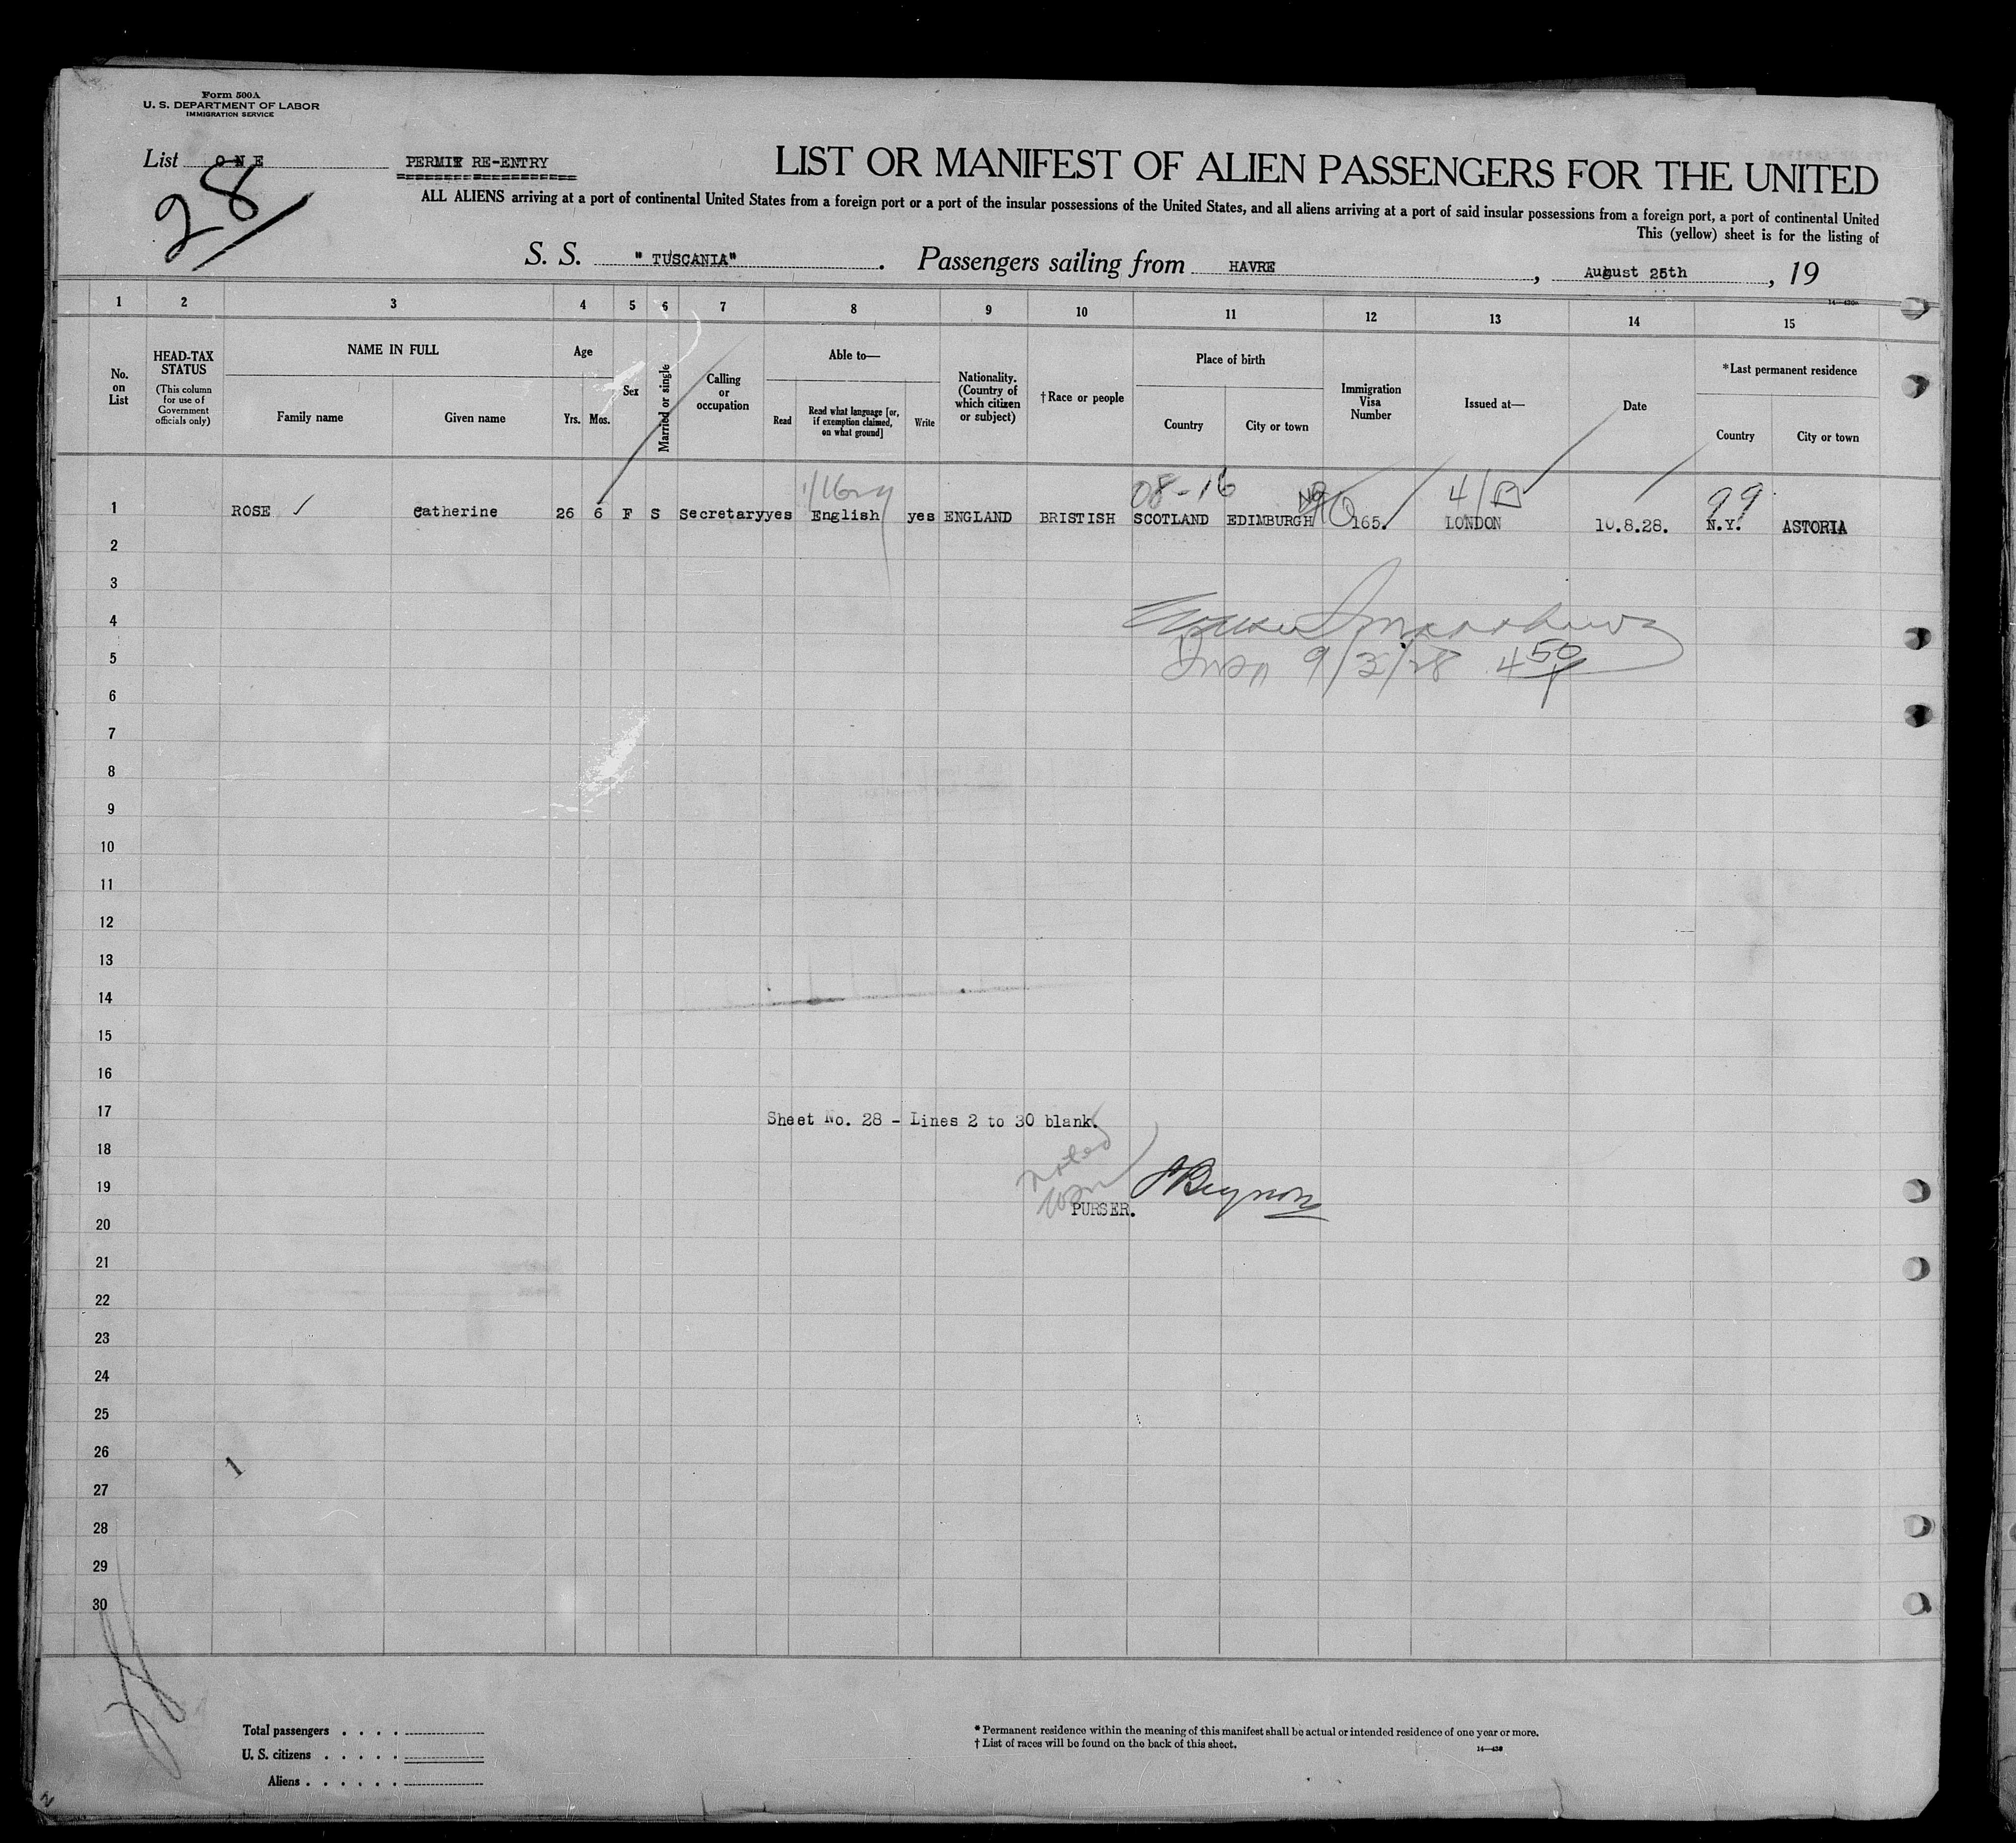 Form 500A
U. S. DEPARTMENT OF LABOR
IMMIGRATION SERVICE
List ONE
PERMIT RE-ENTRY
28
LIST OR MANIFEST OF ALIEN PASSENGERS FOR THE UNITED
ALL ALIENS arriving at a port of continental United States from a foreign port or a port of the insular possessions of the United States, and all aliens arriving at a port of said insular possessions from a foreign port, a port of continental United
This (yellow) sheet is for the listing of
S. S. " TUSCANIA" . Passengers sailing from HAVRE , August 25th , 19
1 2 3 4 5 6 7 8 9 10 11 12 13 14 15
No. on List
HEAD-TAX STATUS
(This column for use of Government officials only)
NAME IN FULL
Family name
Given name
Age
Yrs.
Mos.
Sex
Married or single
Calling or occupation
Able to—
Read
Read what language [or, if exemption claimed, on what ground]
Write
Nationality. (Country of which citizen or subject)
†Race or people
Place of birth
Country
City or town
Immigration Visa Number
Issued at—
Date
*Last permanent residence
Country
City or town
08-16
99
1 ROSE Catherine 26 6 F S Secretary yes English yes ENGLAND BRISTISH SCOTLAND EDIMBURGH 165. LONDON 10.8.28. N.Y. ASTORIA
2
3
4
9/3/28 4 50
5
6
7
8
9
10
11
12
13
14
15
16
17
Sheet No. 28 - Lines 2 to 30 blank.
18
noted
19
PURSER.
20
21
22
23
24
25
26
1
27
28
29
30
Total passengers . . . .
U. S. citizens . . . . .
Aliens . . . . . .
* Permanent residence within the meaning of this manifest shall be actual or intended residence of one year or more.
† List of races will be found on the back of this sheet.